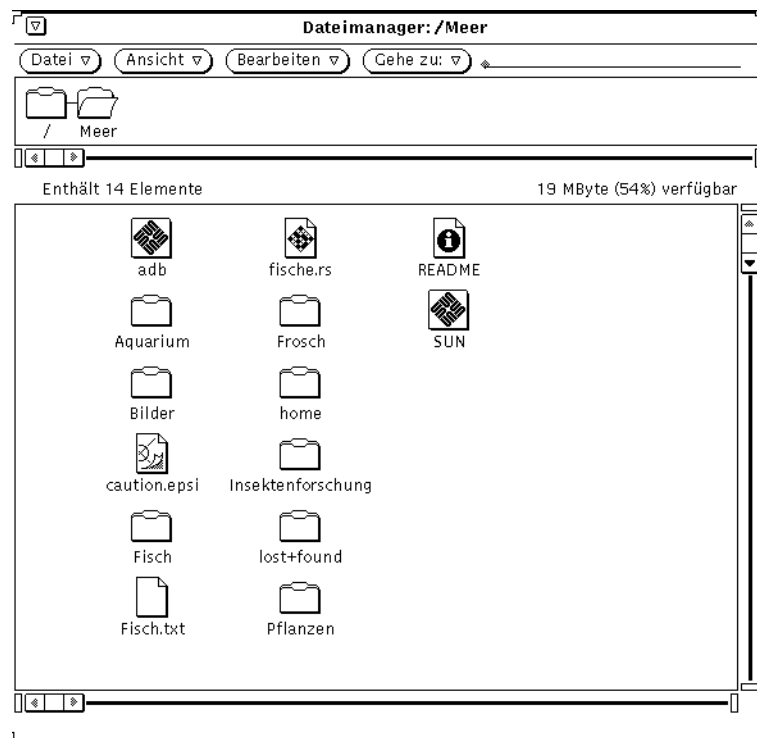 Dateimanager: /Meer
Datei Ansicht Bearbeiten Gehe zu:
/ Meer
Enthält 14 Elemente 19 MByte (54%) verfügbar
adb fische.rs README
Aquarium Frosch SUN
Bilder home
caution.epsi Insektenforschung
Fisch lost+found
Fisch.txt Pflanzen